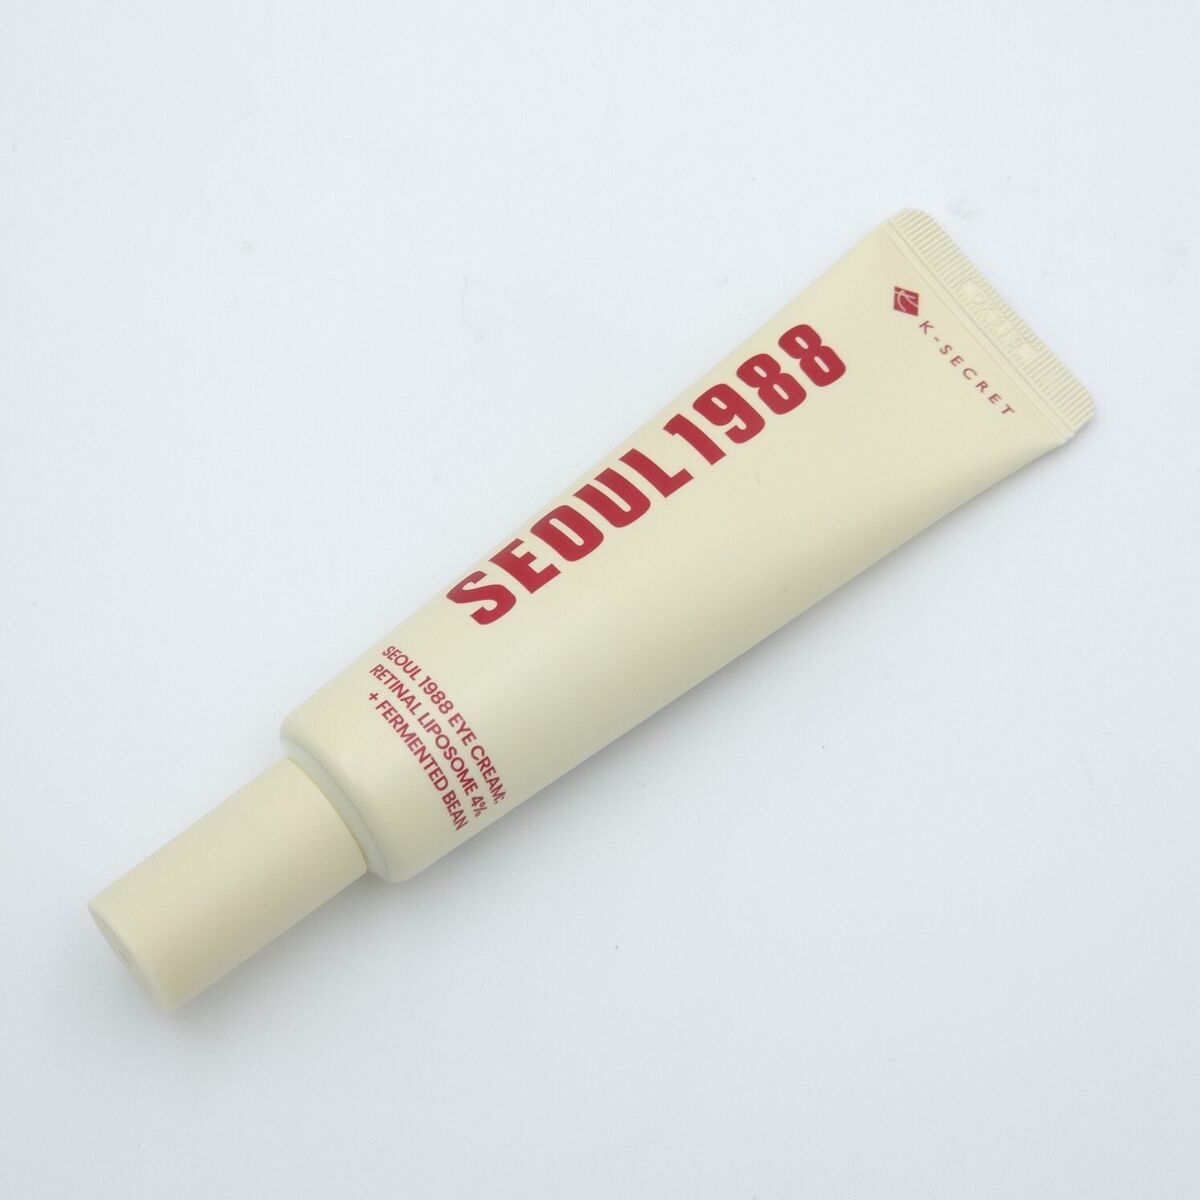 K-SECRET
SEOUL 1988
SEOUL 1988 EYE CREAM:
RETINAL LIPOSOME 4%
+ FERMENTED BEAN